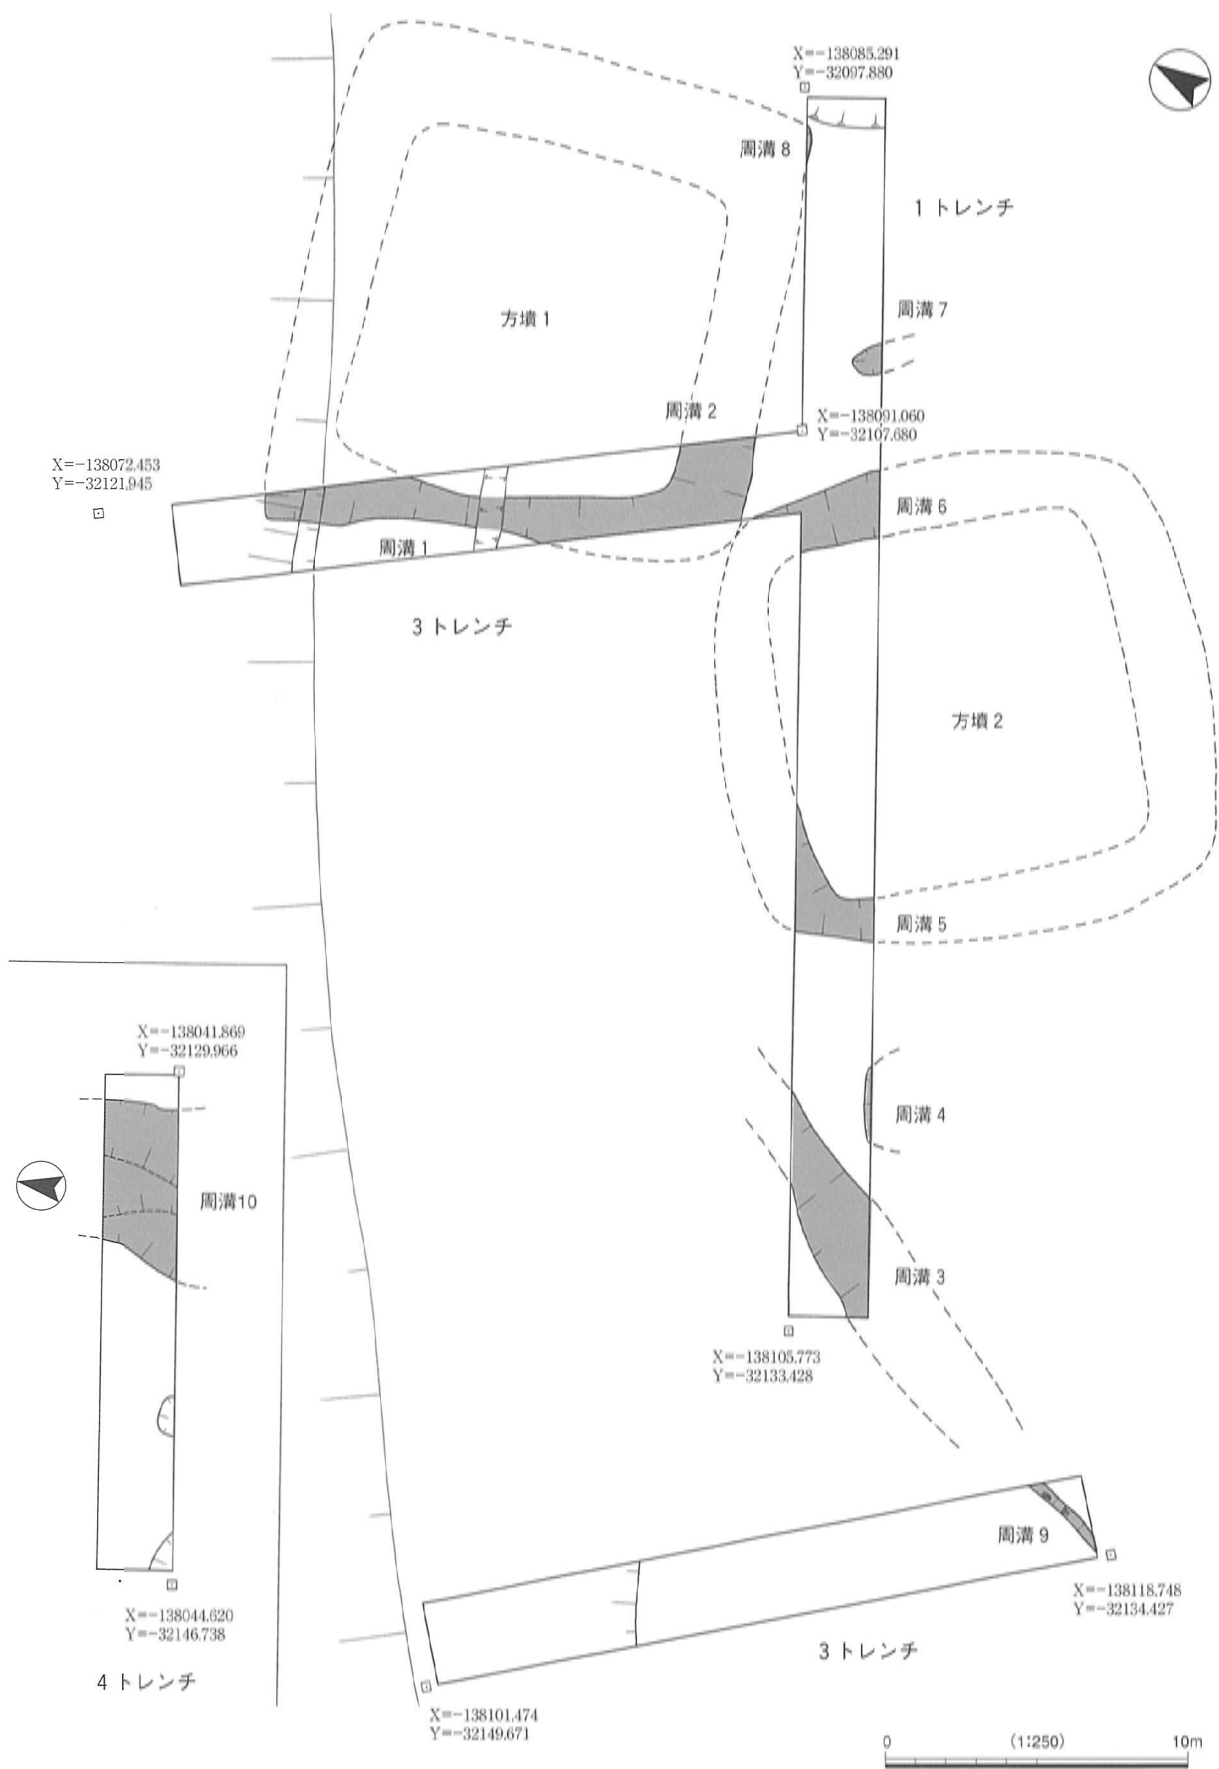 X=-138085.291
Y=-32097.880
周溝8
1 トレンチ
周溝7
方墳1
周溝2
X=-138091.060
Y=-32107.680
X=-138072.453
Y=-32121.945
周溝6
周溝1
3 トレンチ
方墳2
周溝5
X=-138041.869
Y=-32129.966
周溝4
周溝10
周溝3
X=-138105.773
Y=-32133.428
周溝9
X=-138118.748
Y=-32134.427
X=-138044.620
Y=-32146.738
3 トレンチ
4 トレンチ
X=-138101.474
Y=-32149.671
0 (1:250) 10m